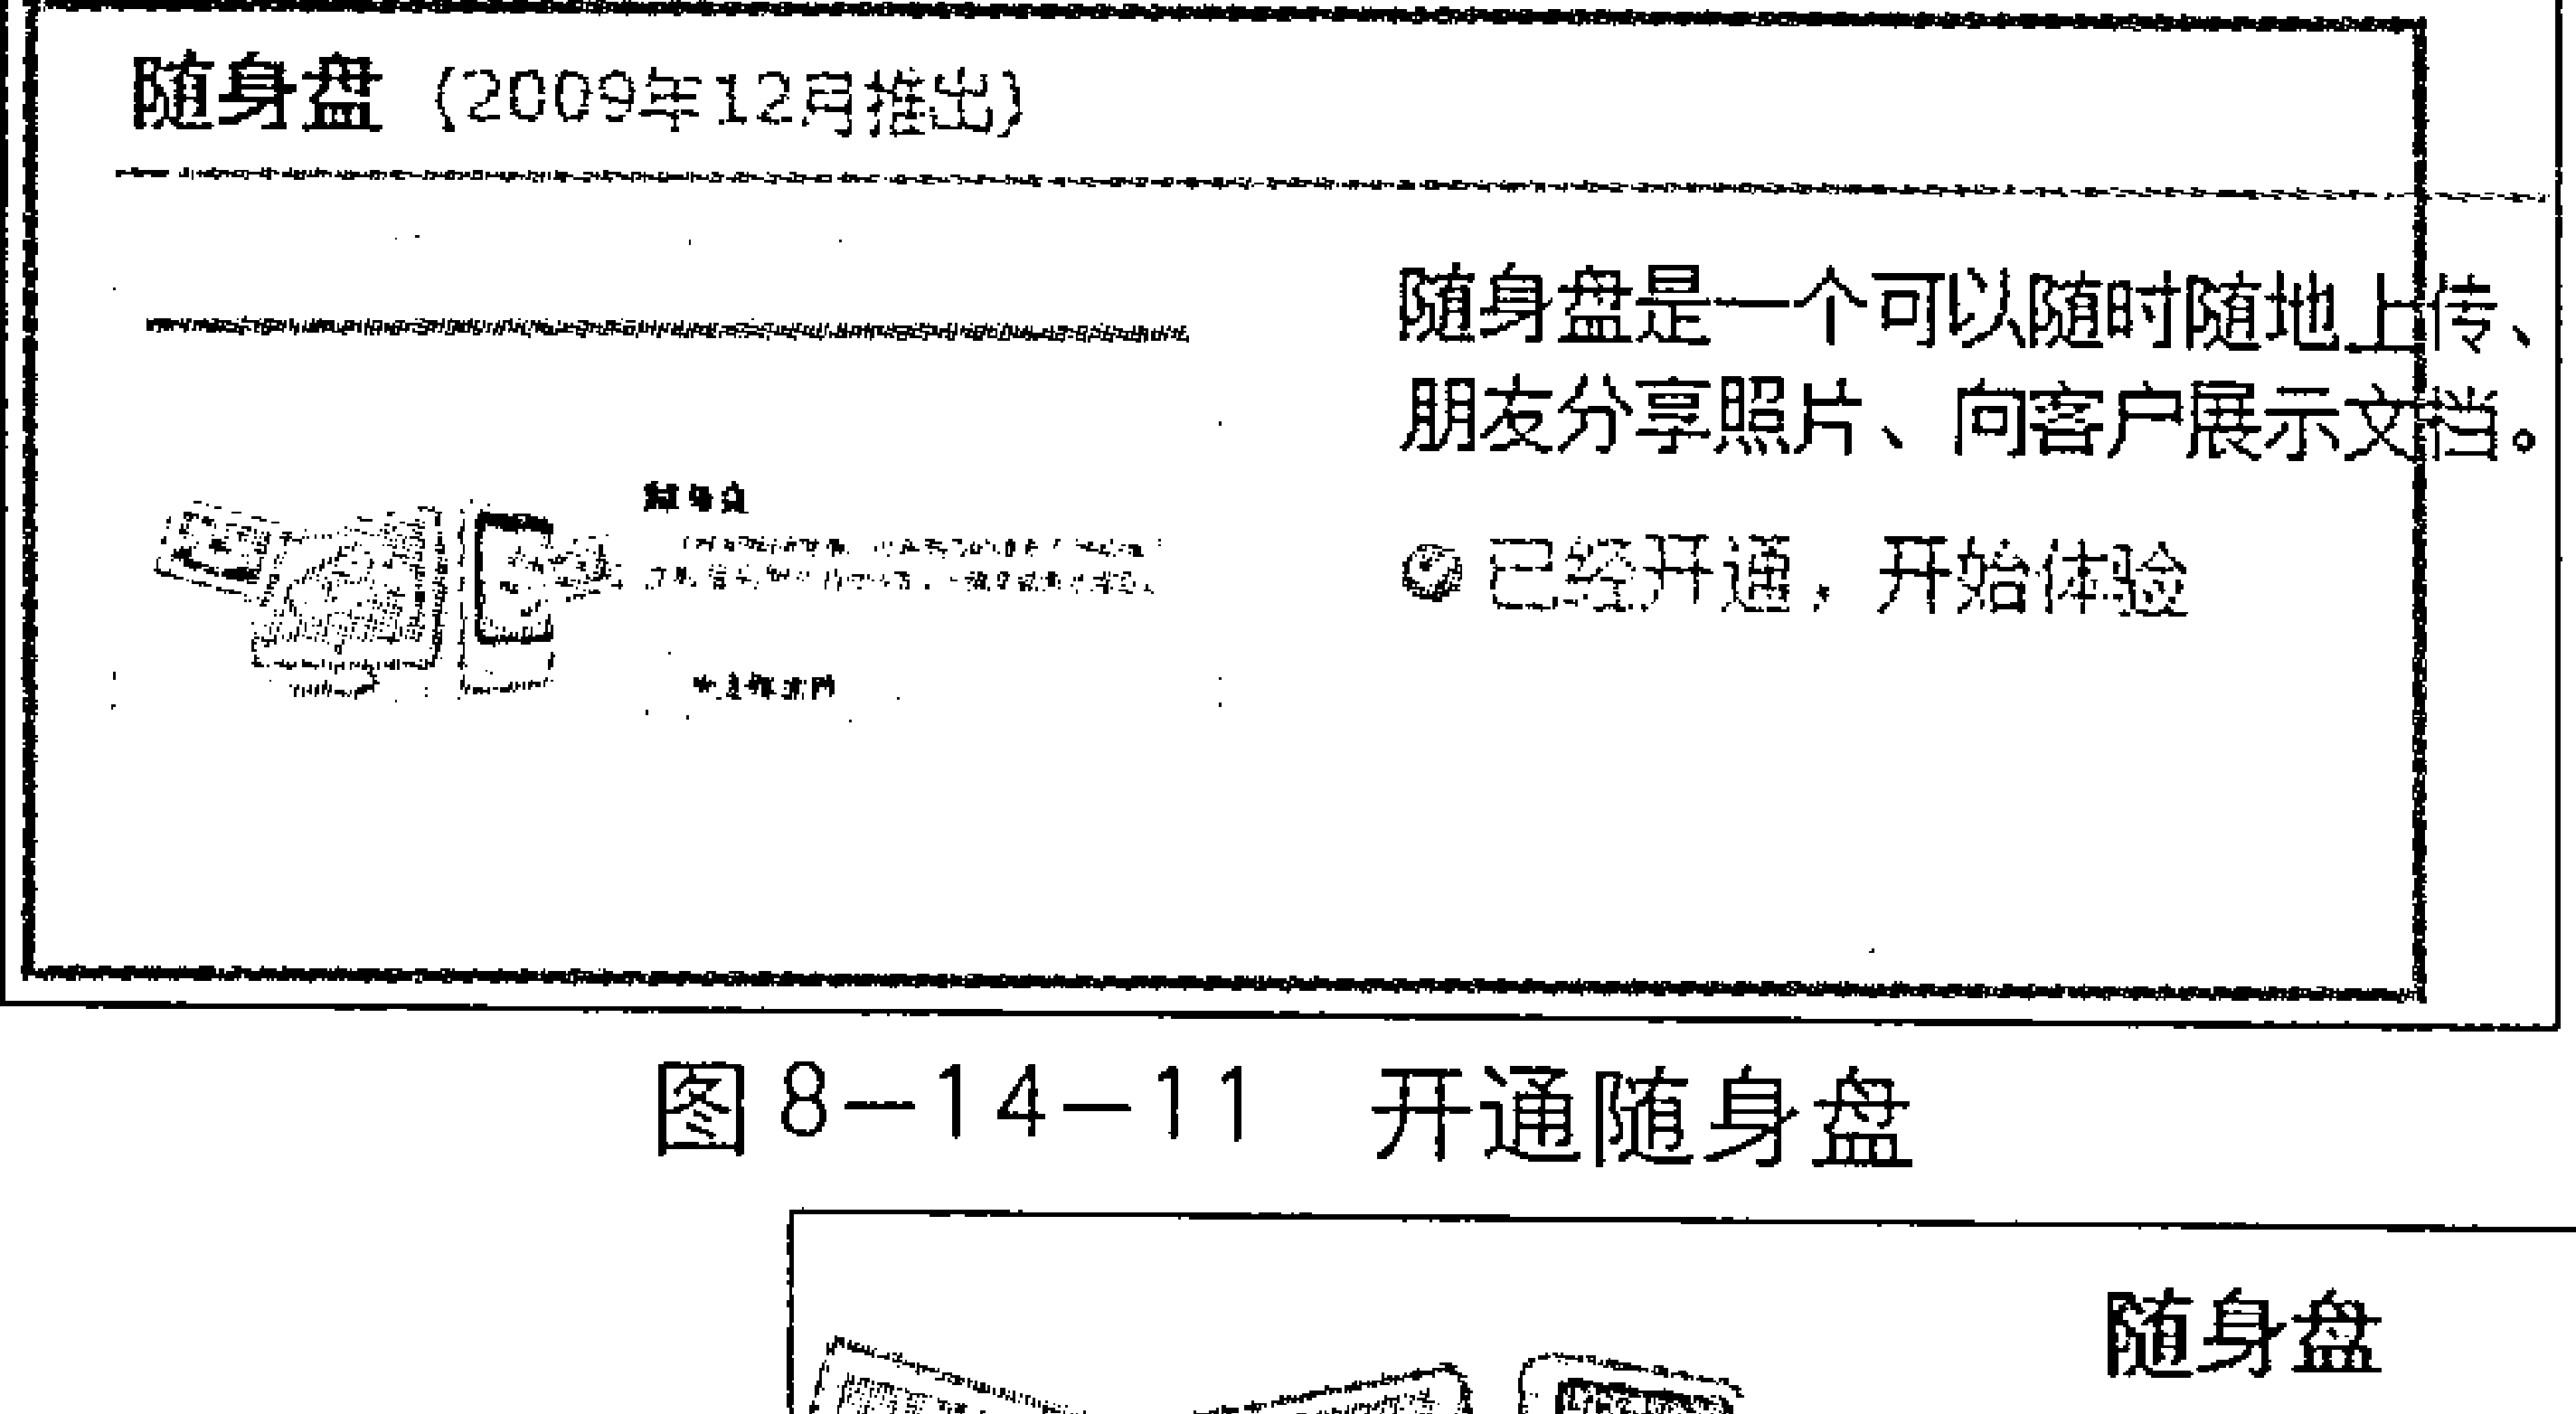 随身盘 (2009年12月推出)
随身盘是一个可以随时随地上传、
朋友分享照片、向客户展示文档。
随身盘
已经开通，开始体验
图 8-14-11 开通随身盘
随身盘